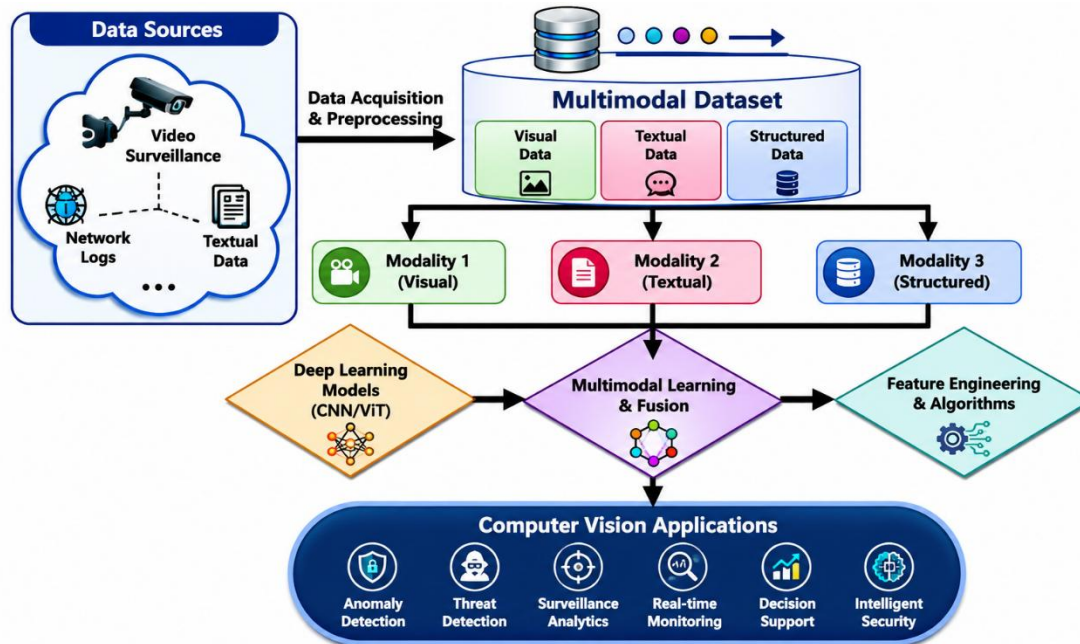 Data Sources
Video
Surveillance
Network
Logs
Textual
Data
...
Data Acquisition
& Preprocessing
Multimodal Dataset
Visual
Data
Textual
Data
Structured
Data
Modality 1
(Visual)
Modality 2
(Textual)
Modality 3
(Structured)
Deep Learning
Models
(CNN/ViT)
Multimodal Learning
& Fusion
Feature Engineering
& Algorithms
Computer Vision Applications
Anomaly
Detection
Threat
Detection
Surveillance
Analytics
Real-time
Monitoring
Decision
Support
Intelligent
Security